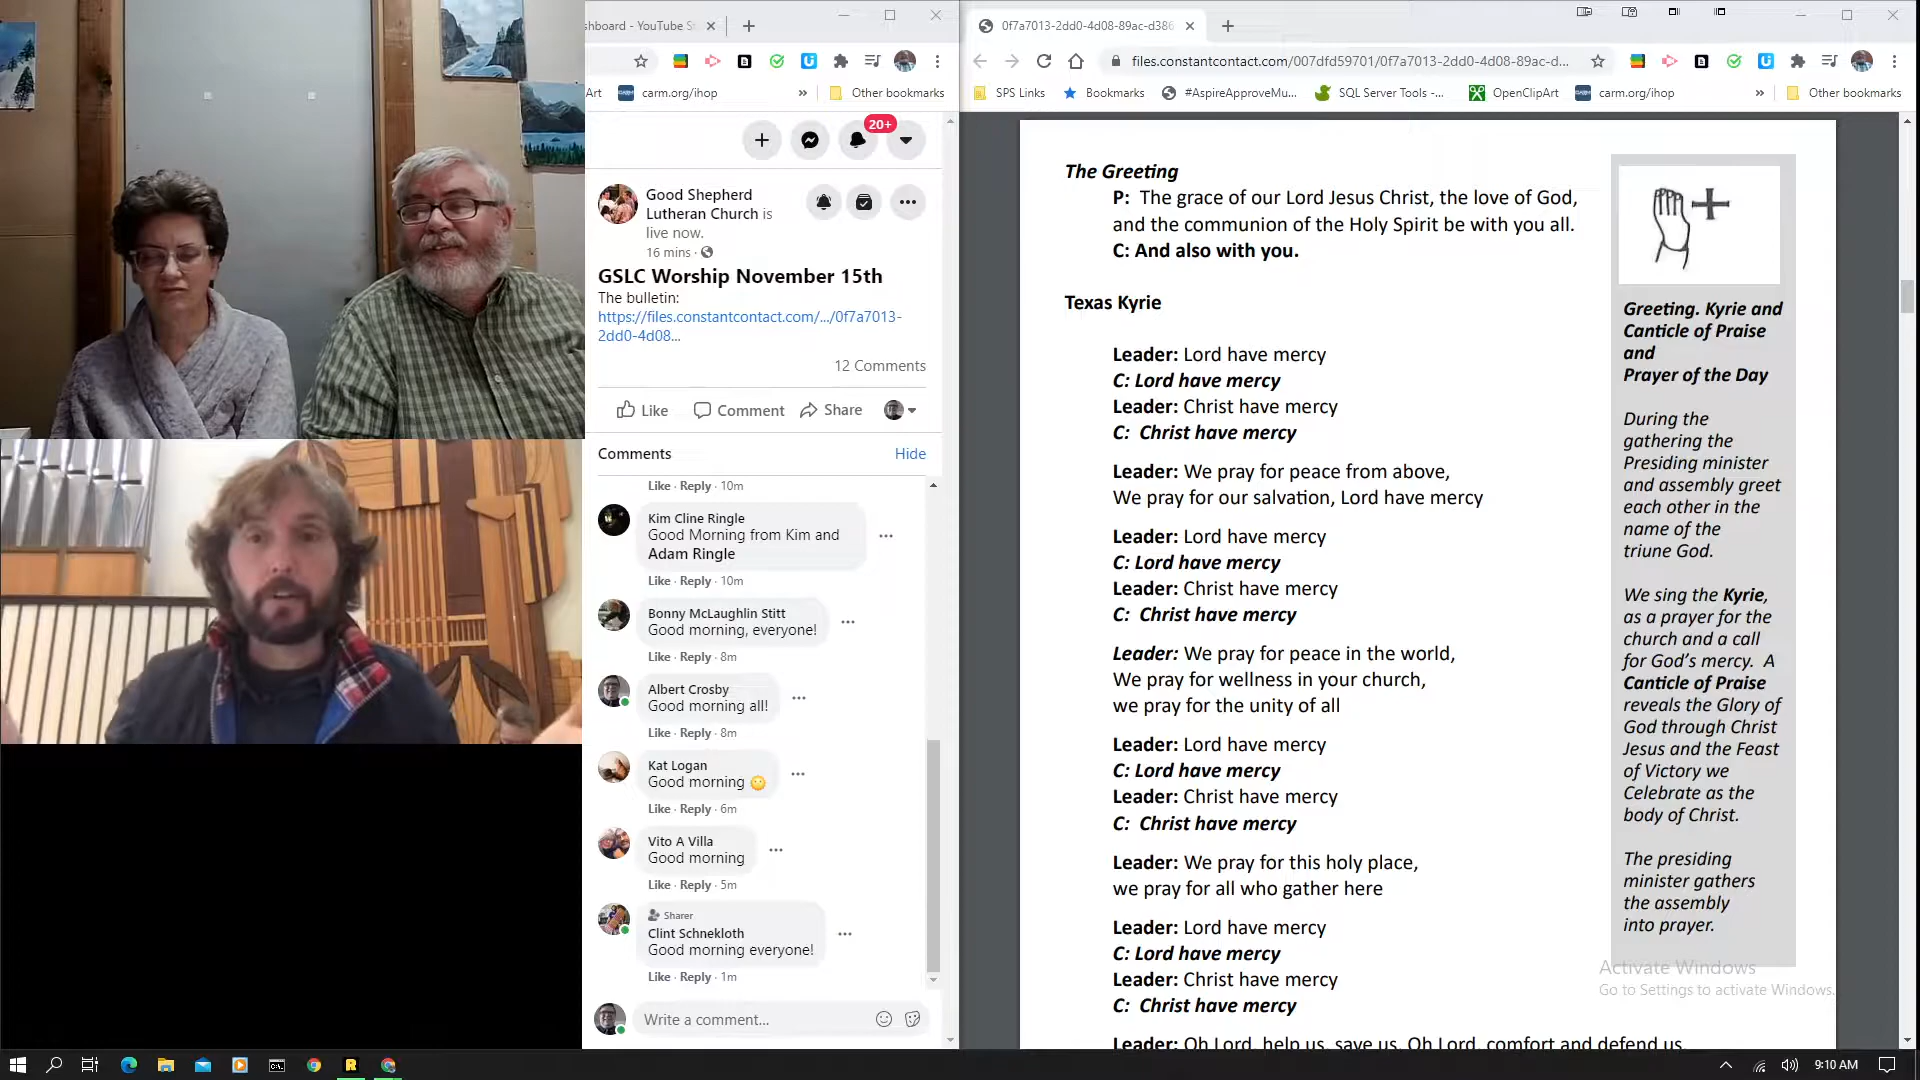 shboard - YouTube St
0f7a7013-2dd0-4d08-89ac-d386
files.constantcontact.com/007dfd59701/0f7a7013-2dd0-4d08-89ac-d...
Art
carm.org/ihop
»
Other bookmarks
SPS Links
Bookmarks
#AspireApproveMu...
SQL Server Tools -...
OpenClipArt
carm.org/ihop
»
Other bookmarks
20+
Good Shepherd
Lutheran Church is
live now.
16 mins ·
GSLC Worship November 15th
The bulletin:
https://files.constantcontact.com/.../0f7a7013-
2dd0-4d08...
12 Comments
Like
Comment
Share
Comments
Hide
Like · Reply · 10m
Kim Cline Ringle
Good Morning from Kim and
Adam Ringle
Like · Reply · 10m
Bonny McLaughlin Stitt
Good morning, everyone!
Like · Reply · 8m
Albert Crosby
Good morning all!
Like · Reply · 8m
Kat Logan
Good morning
Like · Reply · 6m
Vito A Villa
Good morning
Like · Reply · 5m
Sharer
Clint Schnekloth
Good morning everyone!
Like · Reply · 1m
Write a comment...
The Greeting
P: The grace of our Lord Jesus Christ, the love of God,
and the communion of the Holy Spirit be with you all.
C: And also with you.
Texas Kyrie
Leader: Lord have mercy
C: Lord have mercy
Leader: Christ have mercy
C: Christ have mercy
Leader: We pray for peace from above,
We pray for our salvation, Lord have mercy
Leader: Lord have mercy
C: Lord have mercy
Leader: Christ have mercy
C: Christ have mercy
Leader: We pray for peace in the world,
We pray for wellness in your church,
we pray for the unity of all
Leader: Lord have mercy
C: Lord have mercy
Leader: Christ have mercy
C: Christ have mercy
Leader: We pray for this holy place,
we pray for all who gather here
Leader: Lord have mercy
C: Lord have mercy
Leader: Christ have mercy
C: Christ have mercy
Leader: Oh Lord, help us, save us, Oh Lord, comfort and defend us,
Greeting. Kyrie and
Canticle of Praise
and
Prayer of the Day
During the
gathering the
Presiding minister
and assembly greet
each other in the
name of the
triune God.
We sing the Kyrie,
as a prayer for the
church and a call
for God's mercy. A
Canticle of Praise
reveals the Glory of
God through Christ
Jesus and the Feast
of Victory we
Celebrate as the
body of Christ.
The presiding
minister gathers
the assembly
into prayer.
Activate Windows
Go to Settings to activate Windows.
9:10 AM